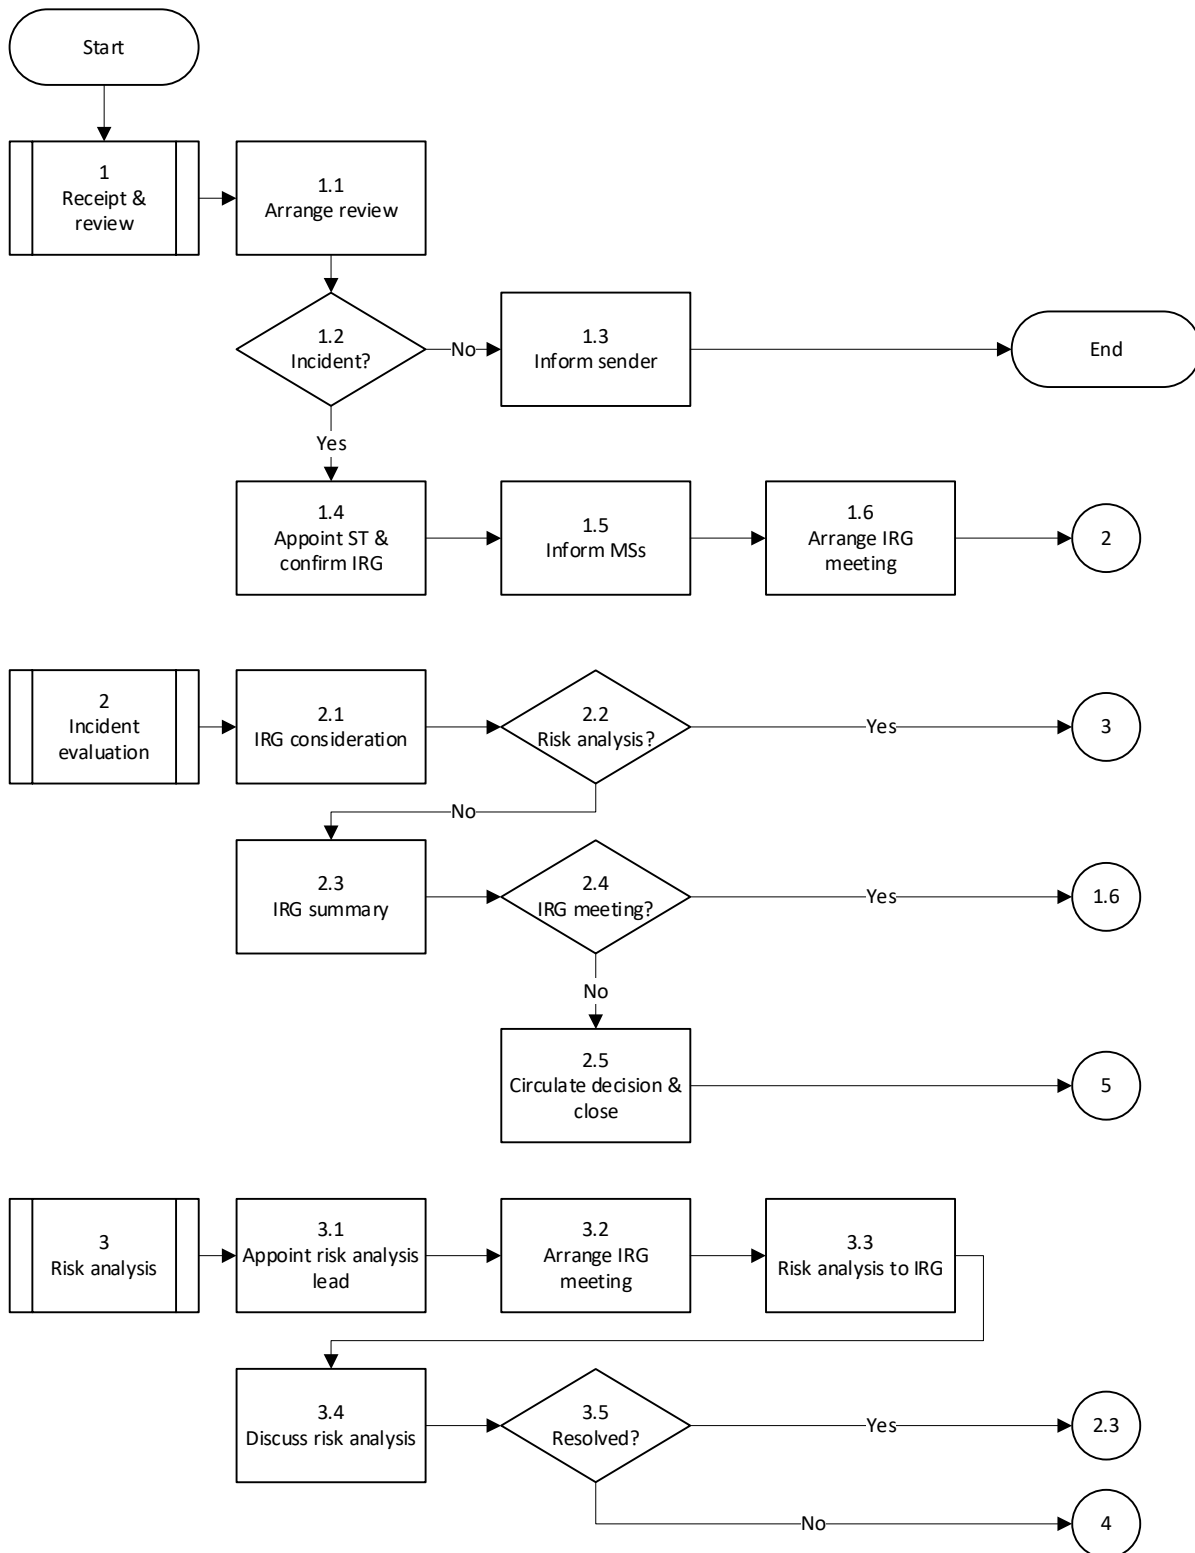 Start
1
Receipt &
review
1.1
Arrange review
1.2
Incident?
No
1.3
Inform sender
End
Yes
1.4
Appoint ST &
confirm IRG
1.5
Inform MSs
1.6
Arrange IRG
meeting
2
2
Incident
evaluation
2.1
IRG consideration
2.2
Risk analysis?
Yes
3
No
2.3
IRG summary
2.4
IRG meeting?
Yes
1.6
No
2.5
Circulate decision &
close
5
3
Risk analysis
3.1
Appoint risk analysis
lead
3.2
Arrange IRG
meeting
3.3
Risk analysis to IRG
3.4
Discuss risk analysis
3.5
Resolved?
Yes
2.3
No
4